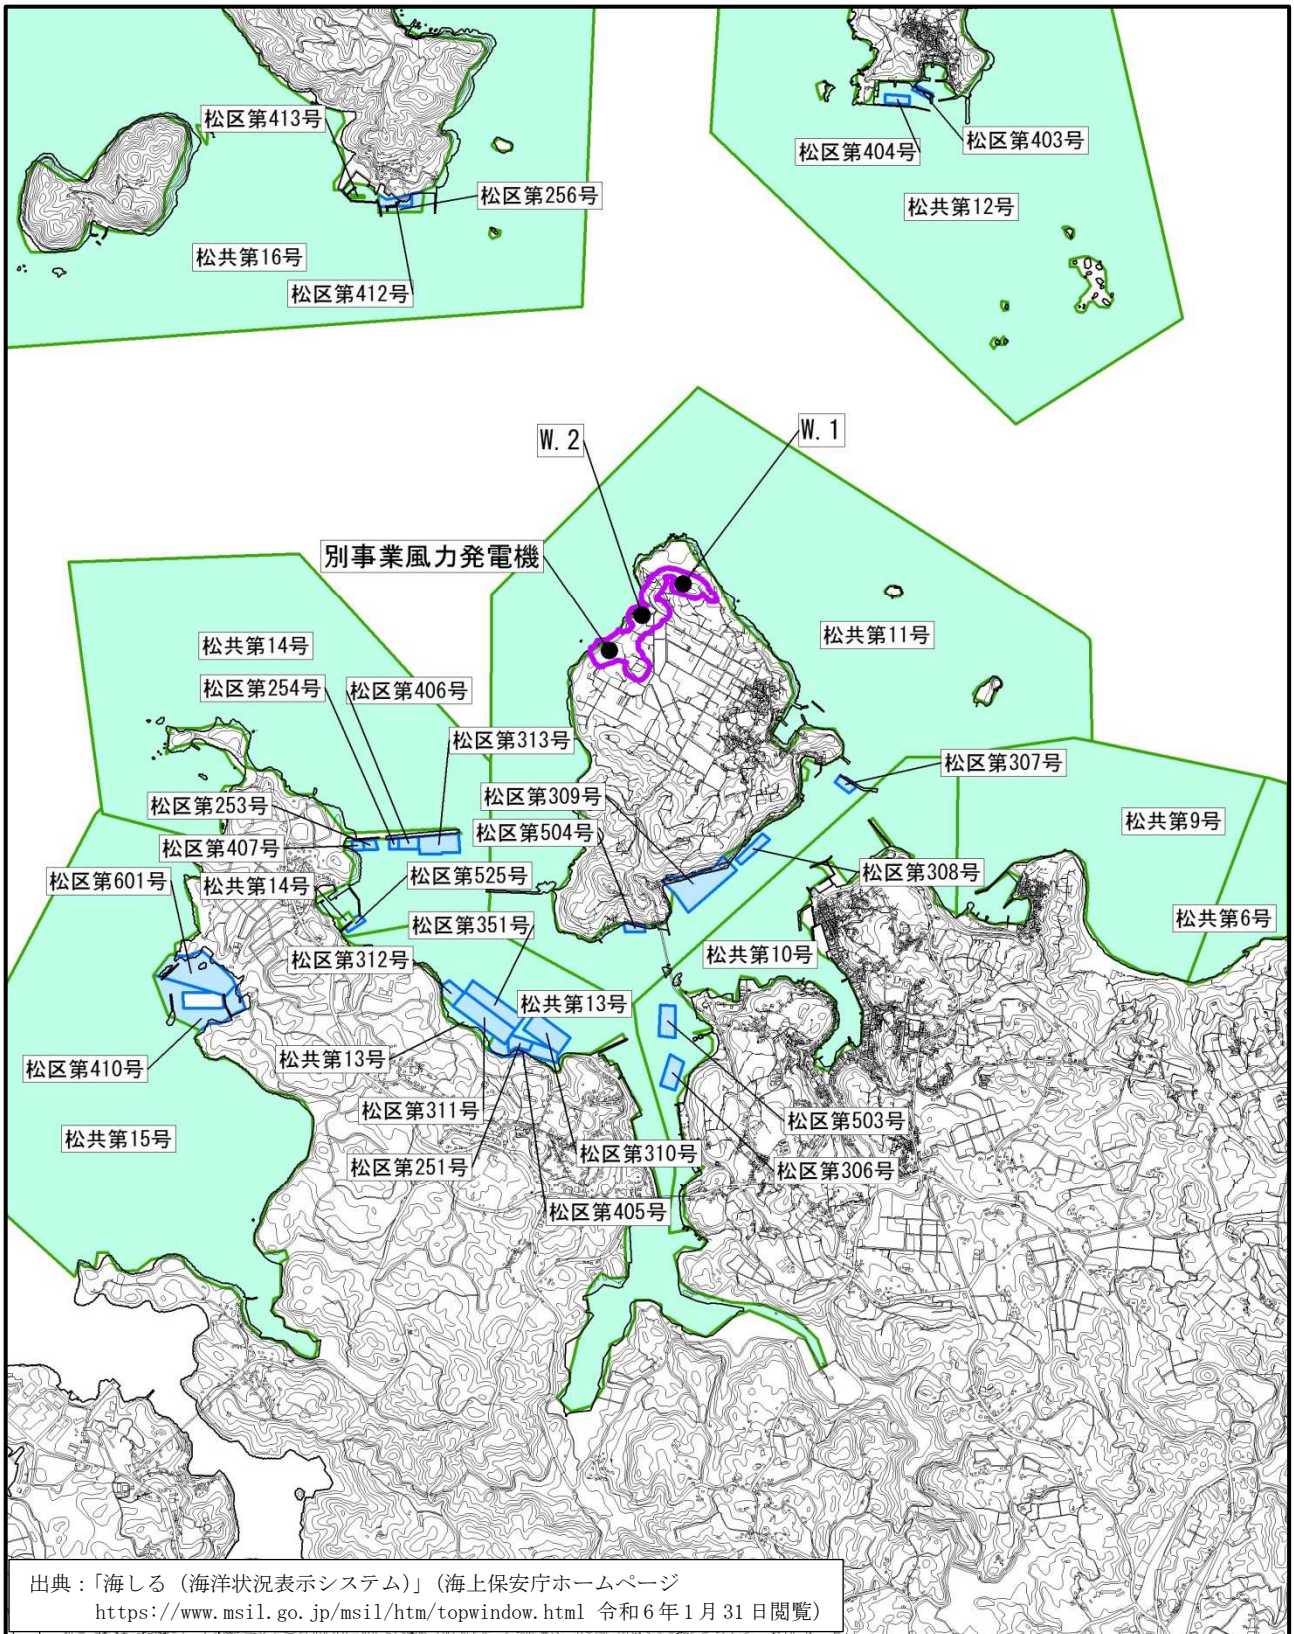 松区第413号
松区第403号
松区第404号
松区第256号
松共第12号
松共第16号
松区第412号
W. 1
W. 2
別事業風力発電機
松共第11号
松共第14号
松区第254号
松区第406号
松区第313号
松区第307号
松区第309号
松区第253号
松区第504号
松共第9号
松区第407号
松区第308号
松区第601号
松共第14号
松区第525号
松共第6号
松区第351号
松区第312号
松共第10号
松共第13号
松共第13号
松区第410号
松区第311号
松区第503号
松共第15号
松区第310号
松区第251号
松区第306号
松区第405号
出典:「海しる(海洋状況表示システム)」(海上保安庁ホームページ
https://www.msil.go.jp/msil/htm/topwindow.html 令和6年1月31日閲覧)